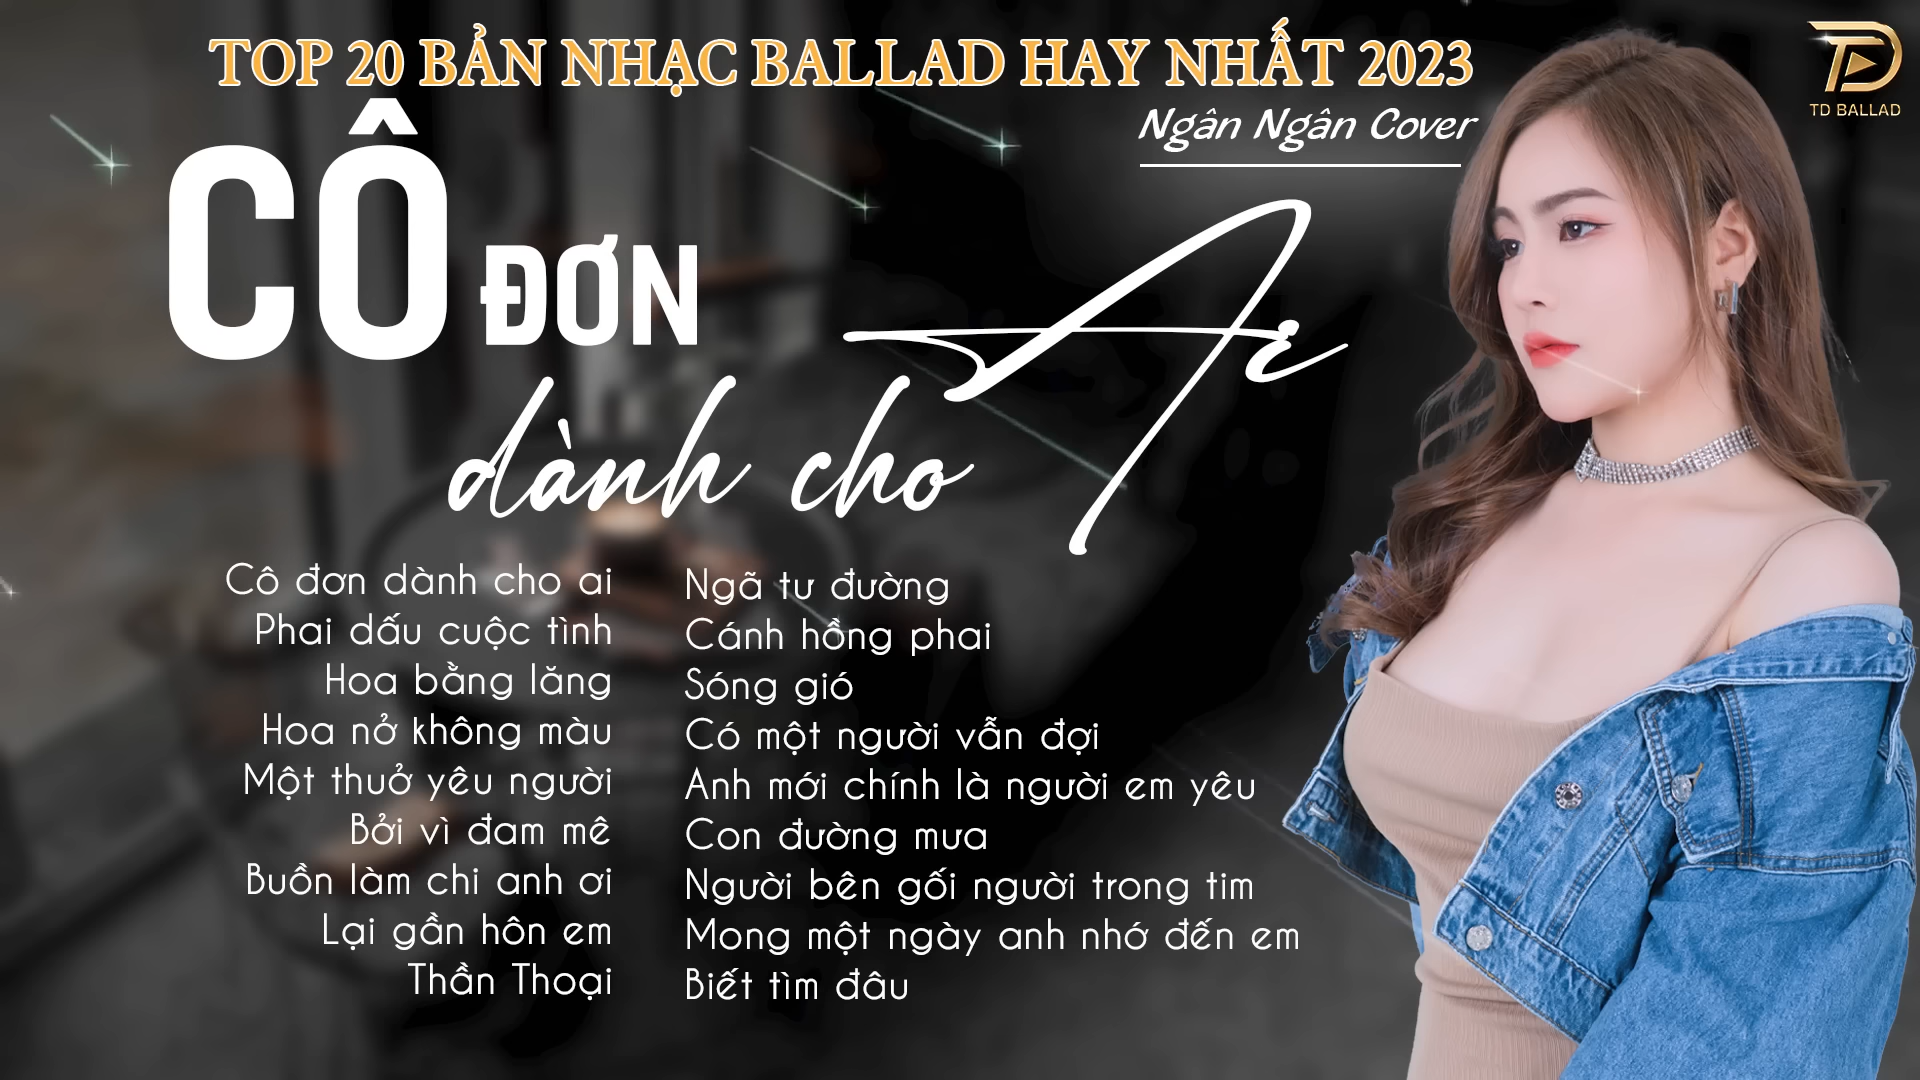 TOP 20 BẢN NHẠC BALLAD HAY NHẤT 2023
TD BALLAD
Ngân Ngân Cover
CÔ ĐƠN
dành cho Ai
Cô đơn dành cho ai
Phai dấu cuộc tình
Hoa bằng lăng
Hoa nở không màu
Một thuở yêu người
Bởi vì đam mê
Buồn làm chi anh ơi
Lại gần hôn em
Thần Thoại
Ngã tư đường
Cánh hồng phai
Sóng gió
Có một người vẫn đợi
Anh mới chính là người em yêu
Con đường mưa
Người bên gối người trong tim
Mong một ngày anh nhớ đến em
Biết tìm đâu